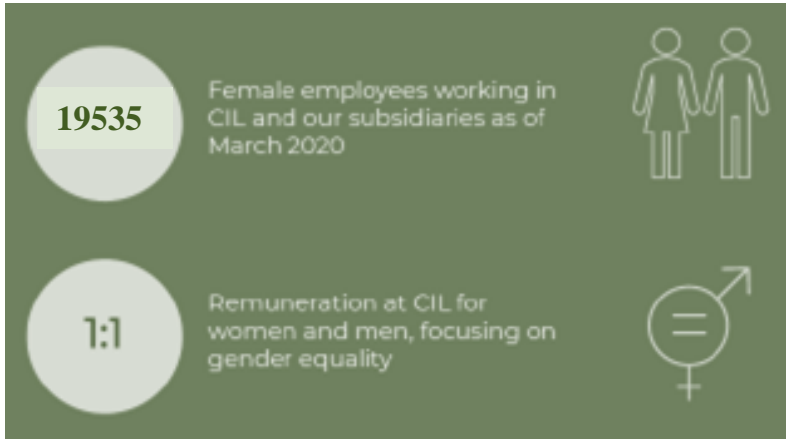 19535
Female employees working in
CIL and our subsidiaries as of
March 2020
1:1
Remuneration at CIL for
women and men, focusing on
gender equality